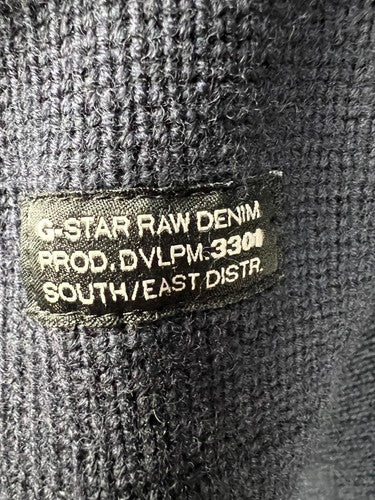 G-STAR RAW DENIM
PROD. DVLPM. 3301
SOUTH/EAST DISTR.